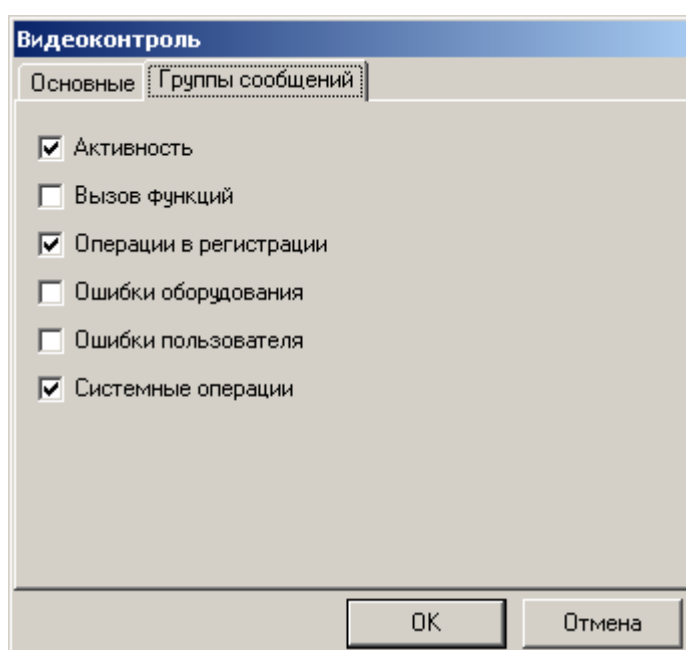 Видеоконтроль
Основные Группы сообщений
Активность
Вызов функций
Операции в регистрации
Ошибки оборудования
Ошибки пользователя
Системные операции
OK Отмена